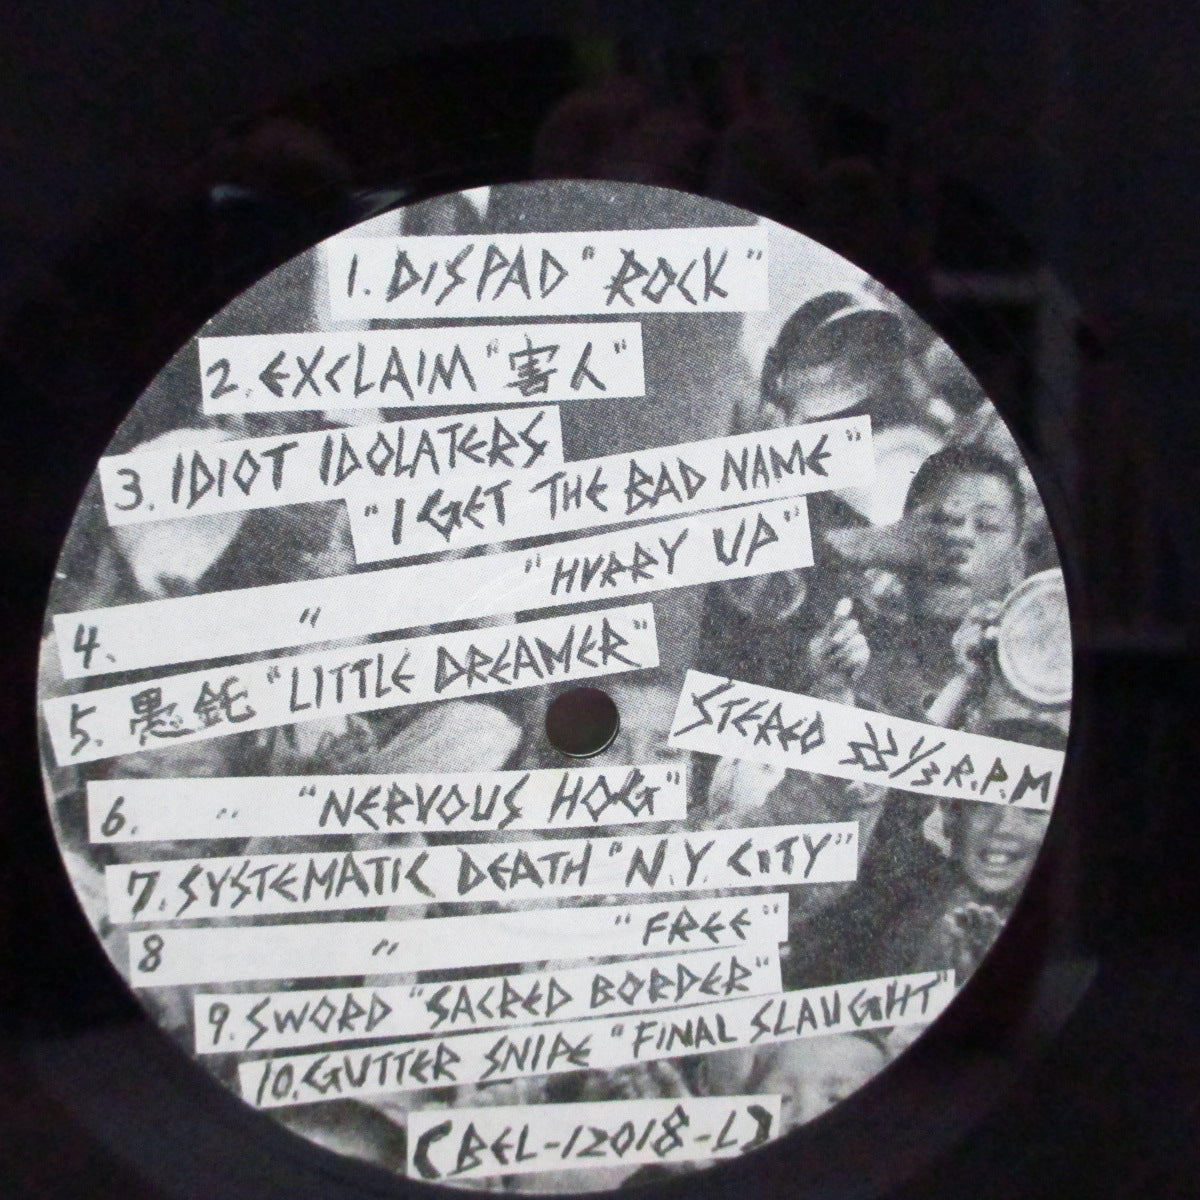 1. DISPAD "ROCK"
2. EXCLAIM "害人"
3. IDIOT IDOLATERS
"I GET THE BAD NAME"
4. " "HURRY UP"
5. 愚鈍 "LITTLE DREAMER"
6. " "NERVOUS HOG"
7. SYSTEMATIC DEATH "N.Y. CITY"
8 " "FREE"
9. SWORD "SACRED BORDER"
10. GUTTER SNIPE "FINAL SLAUGHT"
STEREO 33 1/3 R.P.M
(BEL-12018-L)